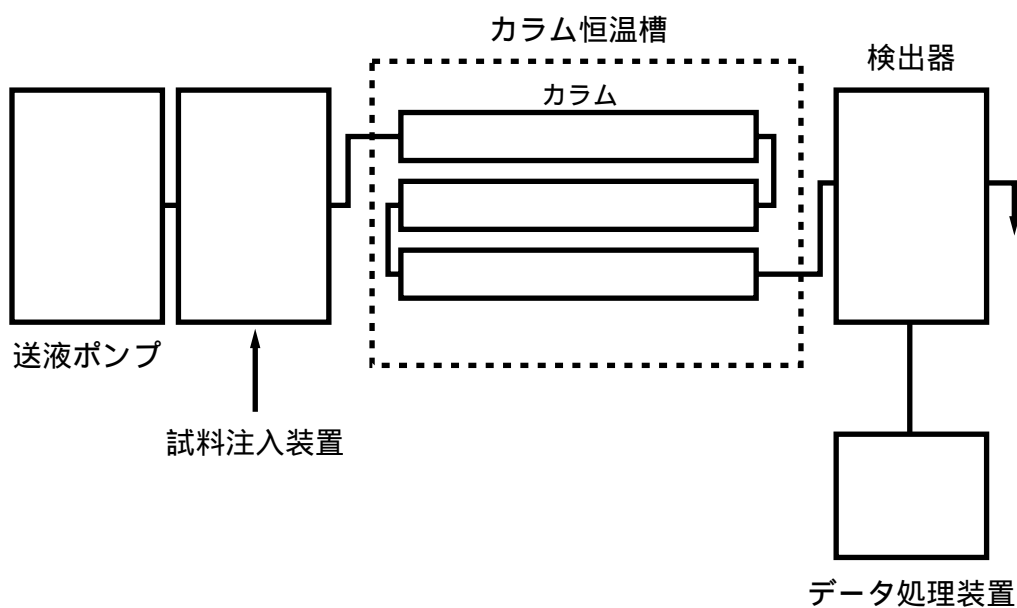 カラム恒温槽
検出器
カラム
送液ポンプ
試料注入装置
データ処理装置